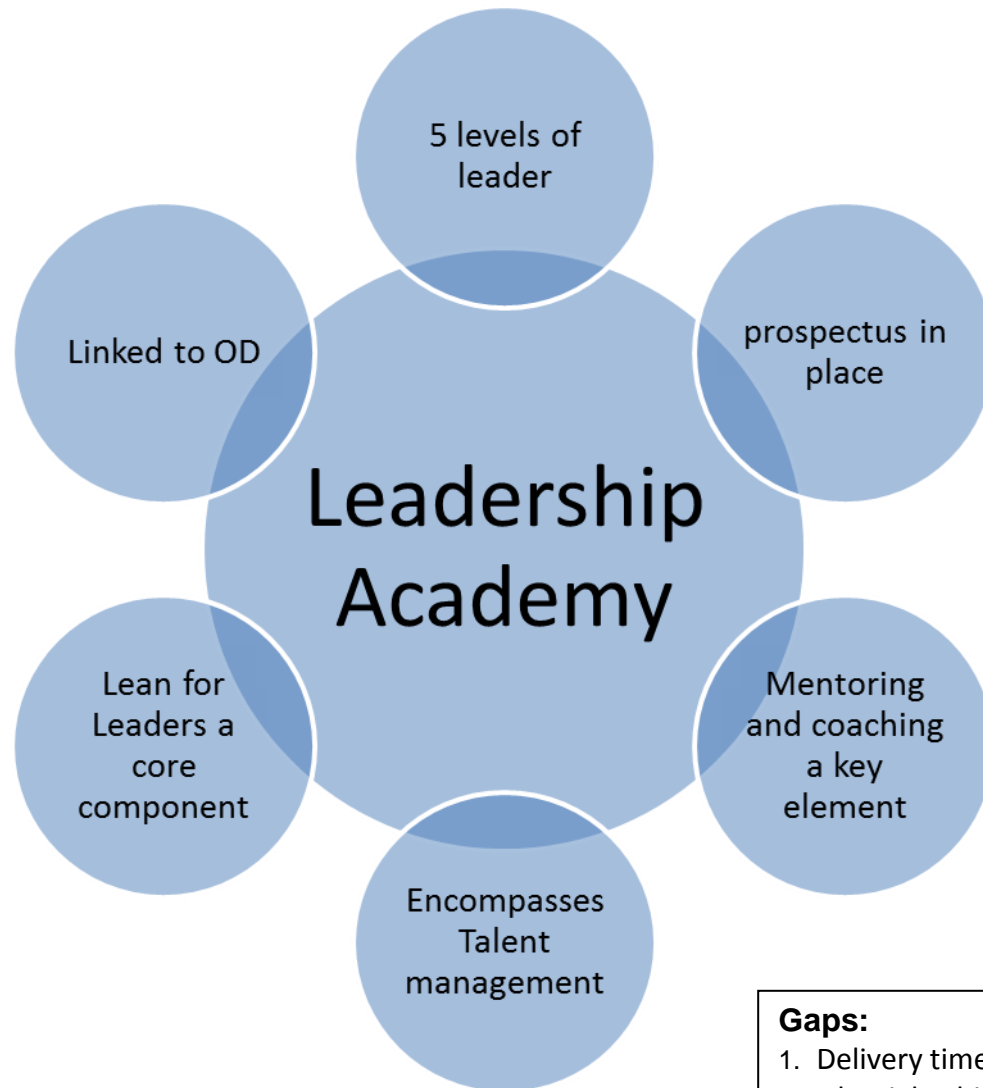 5 levels of
leader
prospectus in
place
Linked to OD
Leadership
Academy
Lean for
Leaders a
core
component
Mentoring
and coaching
a key
element
Encompasses
Talent
management
Gaps:
1. Delivery time